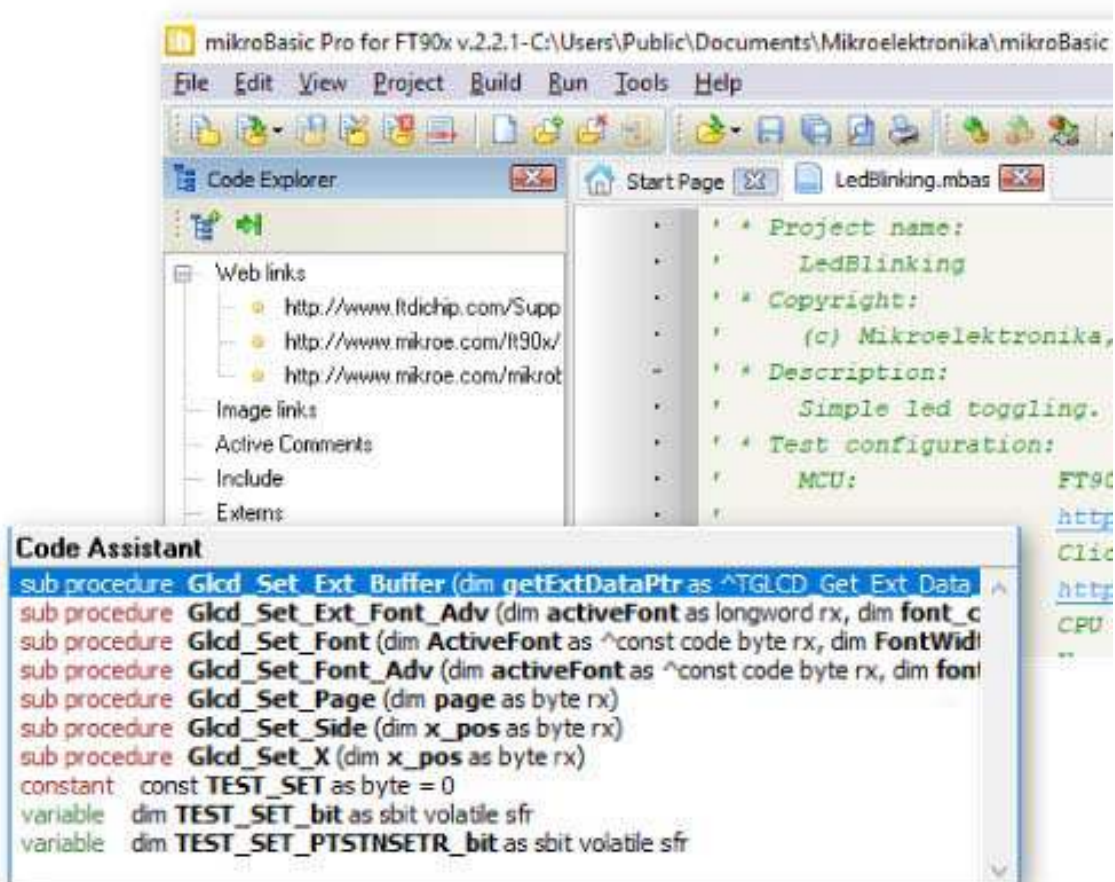 mikroBasic Pro for FT90x v.2.2.1-C:\Users\Public\Documents\Mikroelektronika\mikroBasic
File Edit View Project Build Run Tools Help
Code Explorer
Start Page
LedBlinking.mbas
Web links
http://www.ftdichip.com/Supp
http://www.mikroe.com/ft90x/
http://www.mikroe.com/mikrob
Image links
Active Comments
Include
Externs
' * Project name:
' LedBlinking
' * Copyright:
' (c) Mikroelektronika,
' * Description:
' Simple led toggling.
' * Test configuration:
' MCU: FT90
' http
Clic
http
CPU
Code Assistant
sub procedure Glcd_Set_Ext_Buffer (dim getExtDataPtr as ^TGLCD_Get_Ext_Data_
sub procedure Glcd_Set_Ext_Font_Adv (dim activeFont as longword rx, dim font_c
sub procedure Glcd_Set_Font (dim ActiveFont as ^const code byte rx, dim FontWidt
sub procedure Glcd_Set_Font_Adv (dim activeFont as ^const code byte rx, dim font
sub procedure Glcd_Set_Page (dim page as byte rx)
sub procedure Glcd_Set_Side (dim x_pos as byte rx)
sub procedure Glcd_Set_X (dim x_pos as byte rx)
constant const TEST_SET as byte = 0
variable dim TEST_SET_bit as sbit volatile sfr
variable dim TEST_SET_PTSTNSETR_bit as sbit volatile sfr